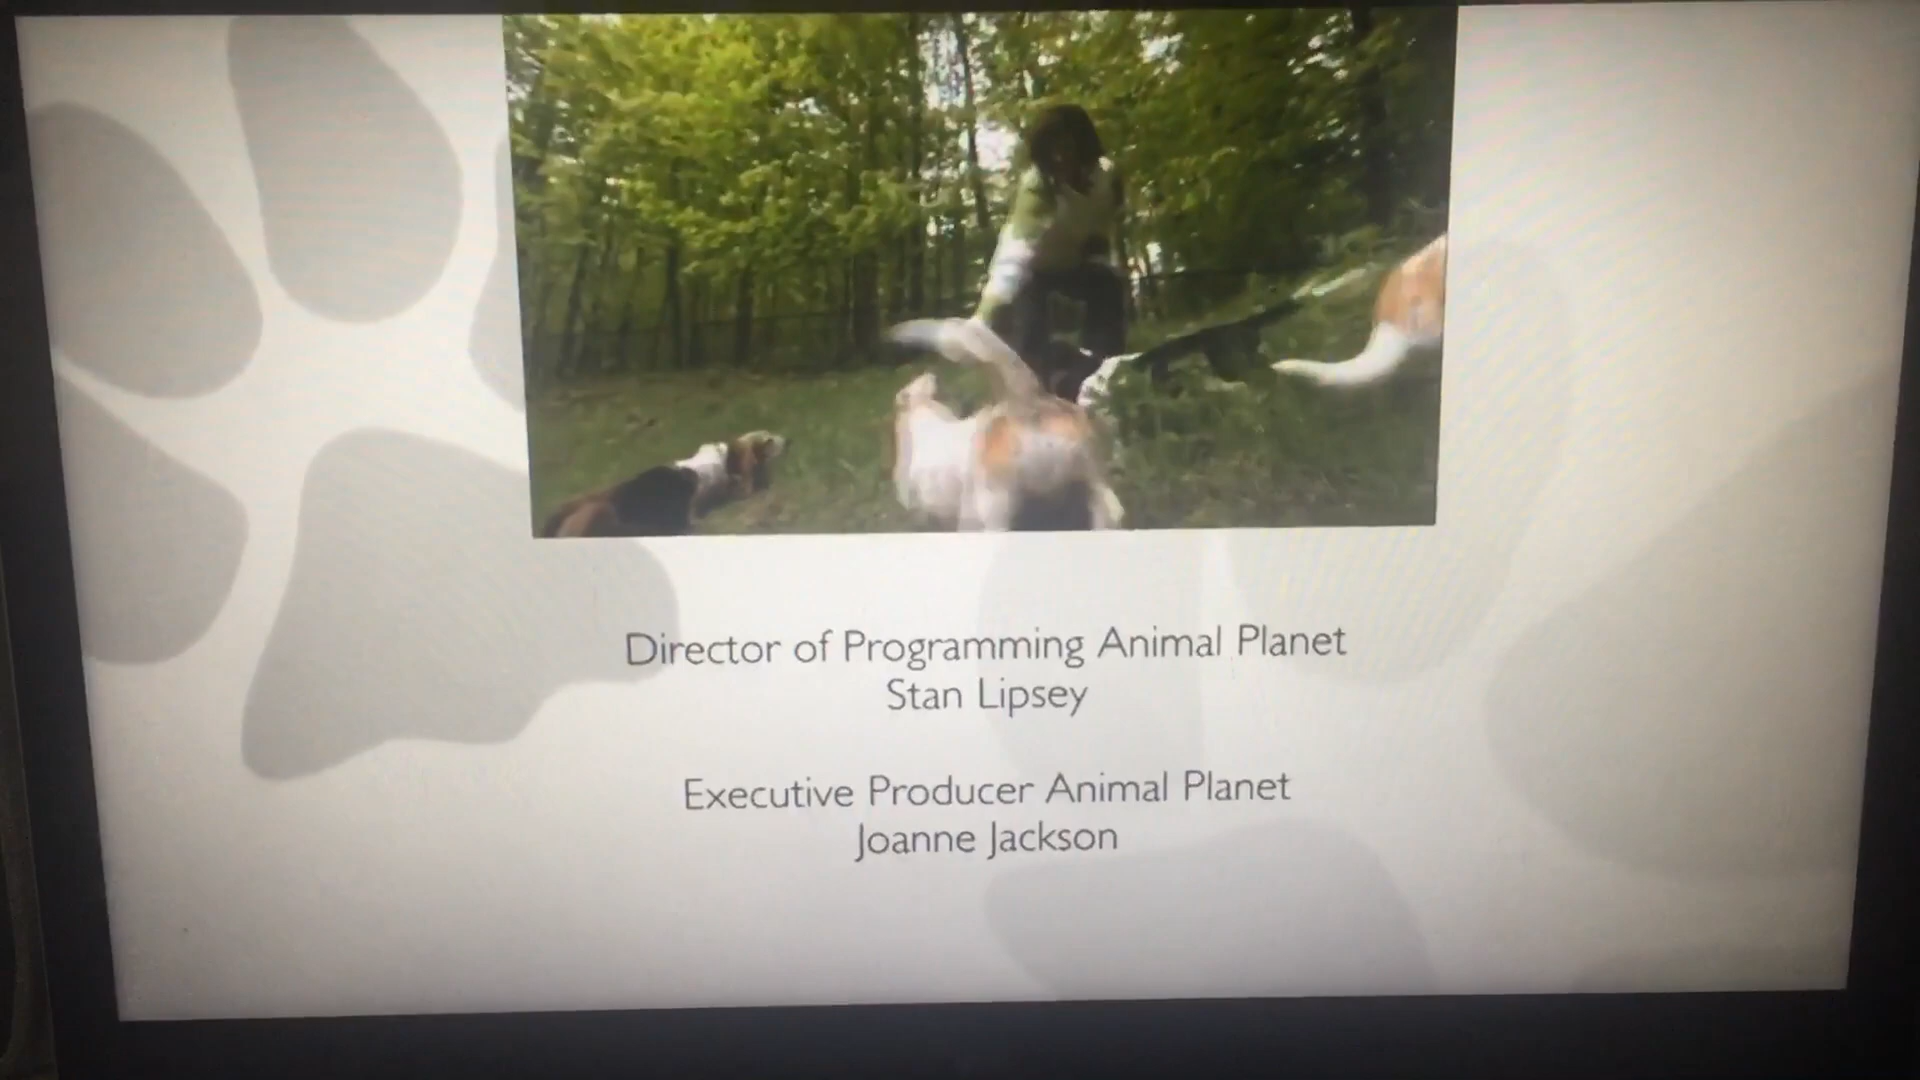 Director of Programming Animal Planet
Stan Lipsey
Executive Producer Animal Planet
Joanne Jackson